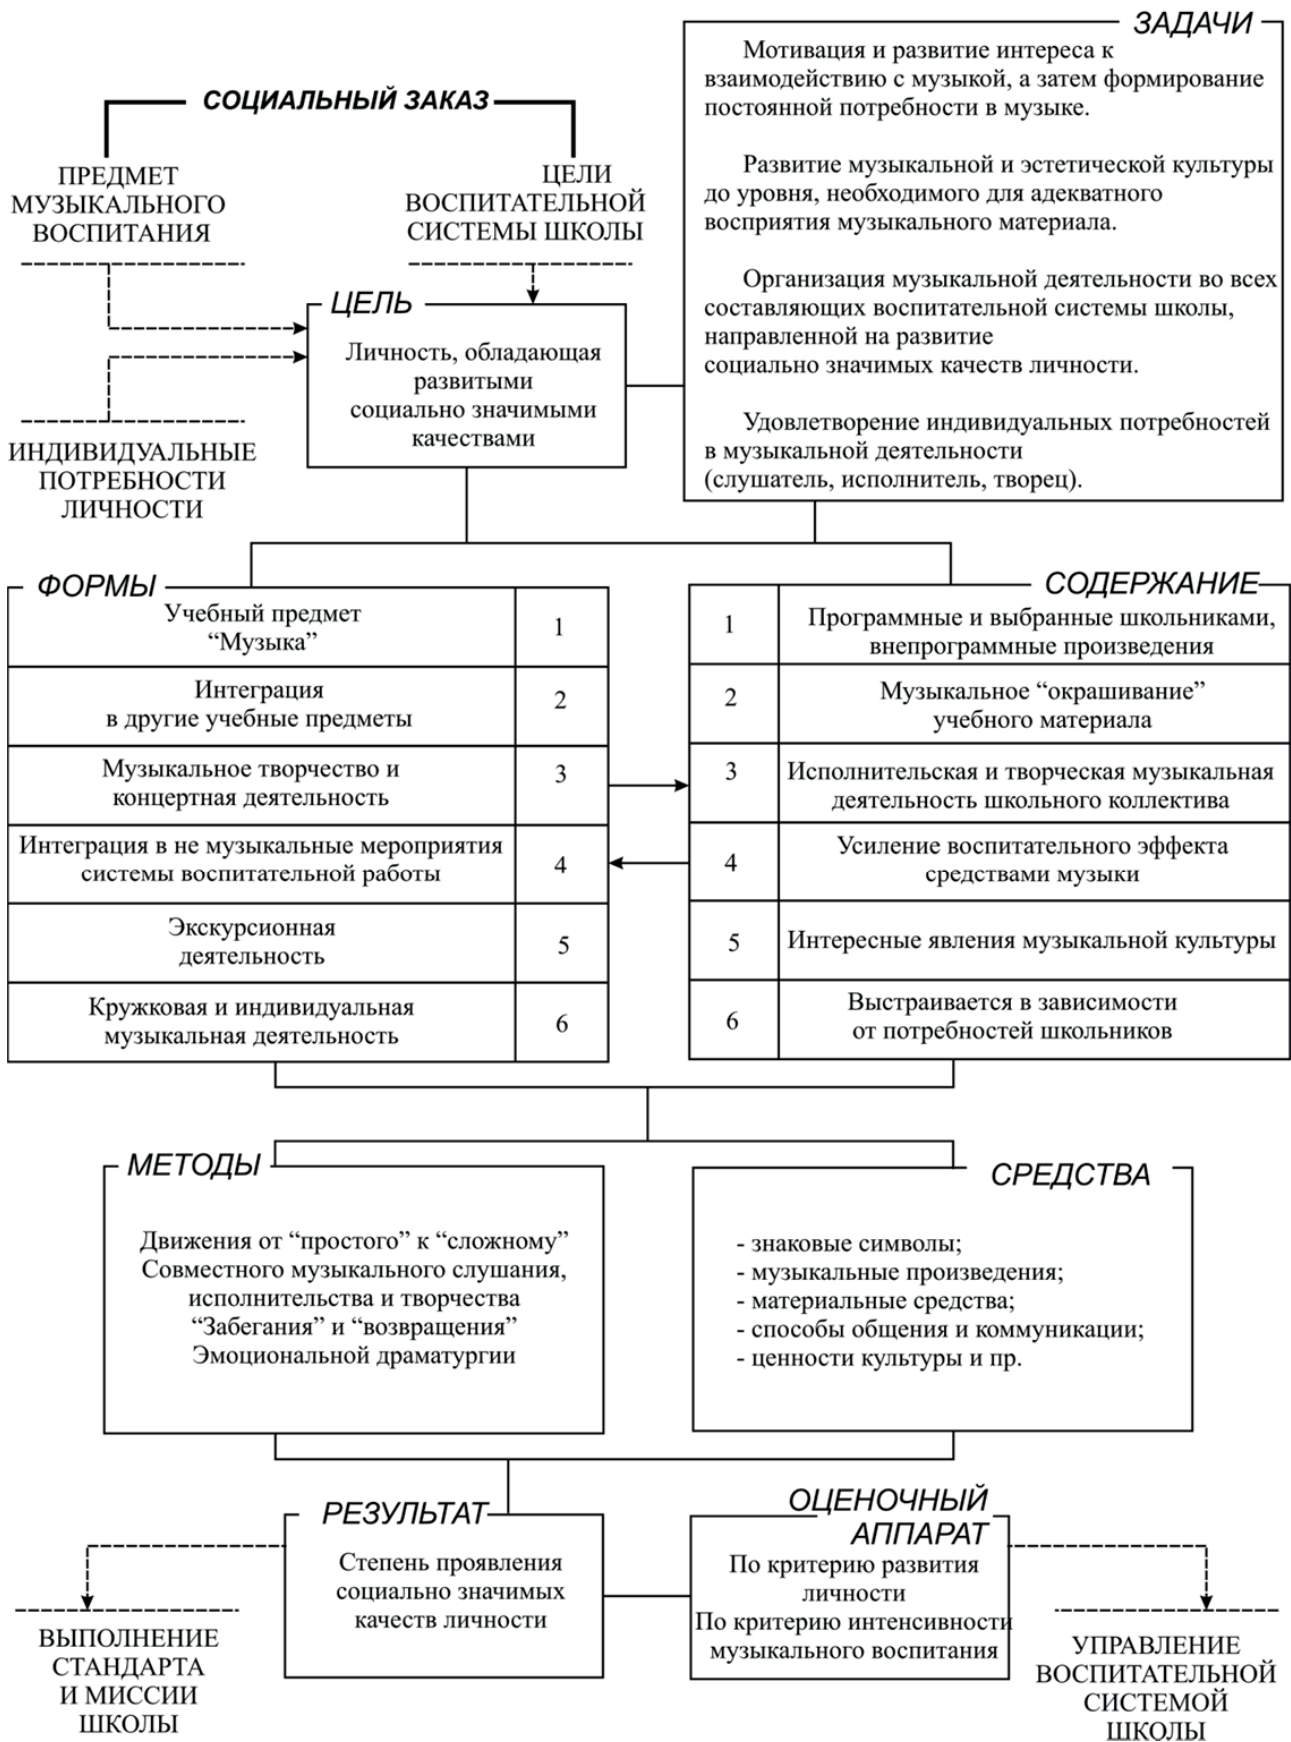 ЗАДАЧИ
Мотивация и развитие интереса к
взаимодействию с музыкой, а затем формирование
постоянной потребности в музыке.
Развитие музыкальной и эстетической культуры
до уровня, необходимого для адекватного
восприятия музыкального материала.
Организация музыкальной деятельности во всех
составляющих воспитательной системы школы,
направленной на развитие
социально значимых качеств личности.
Удовлетворение индивидуальных потребностей
в музыкальной деятельности
(слушатель, исполнитель, творец).
СОЦИАЛЬНЫЙ ЗАКАЗ
ПРЕДМЕТ
МУЗЫКАЛЬНОГО
ВОСПИТАНИЯ
ЦЕЛИ
ВОСПИТАТЕЛЬНОЙ
СИСТЕМЫ ШКОЛЫ
ЦЕЛЬ
Личность, обладающая
развитыми
социально значимыми
качествами
ИНДИВИДУАЛЬНЫЕ
ПОТРЕБНОСТИ
ЛИЧНОСТИ
ФОРМЫ
Учебный предмет
“Музыка”
1
Интеграция
в другие учебные предметы
2
Музыкальное творчество и
концертная деятельность
3
Интеграция в не музыкальные мероприятия
системы воспитательной работы
4
Экскурсионная
деятельность
5
Кружковая и индивидуальная
музыкальная деятельность
6
СОДЕРЖАНИЕ
1
Программные и выбранные школьниками,
внепрограммные произведения
2
Музыкальное “окрашивание”
учебного материала
3
Исполнительская и творческая музыкальная
деятельность школьного коллектива
4
Усиление воспитательного эффекта
средствами музыки
5
Интересные явления музыкальной культуры
6
Выстраивается в зависимости
от потребностей школьников
МЕТОДЫ
Движения от “простого” к “сложному”
Совместного музыкального слушания,
исполнительства и творчества
“Забегания” и “возвращения”
Эмоциональной драматургии
СРЕДСТВА
- знаковые символы;
- музыкальные произведения;
- материальные средства;
- способы общения и коммуникации;
- ценности культуры и пр.
РЕЗУЛЬТАТ
Степень проявления
социально значимых
качеств личности
ОЦЕНОЧНЫЙ
АППАРАТ
По критерию развития
личности
По критерию интенсивности
музыкального воспитания
ВЫПОЛНЕНИЕ
СТАНДАРТА
И МИССИИ
ШКОЛЫ
УПРАВЛЕНИЕ
ВОСПИТАТЕЛЬНОЙ
СИСТЕМОЙ
ШКОЛЫ